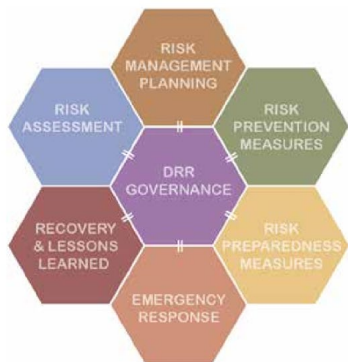 RISK
MANAGEMENT
PLANNING
RISK
ASSESSMENT
RISK
PREVENTION
MEASURES
DRR
GOVERNANCE
RECOVERY
& LESSONS
LEARNED
RISK
PREPAREDNESS
MEASURES
EMERGENCY
RESPONSE